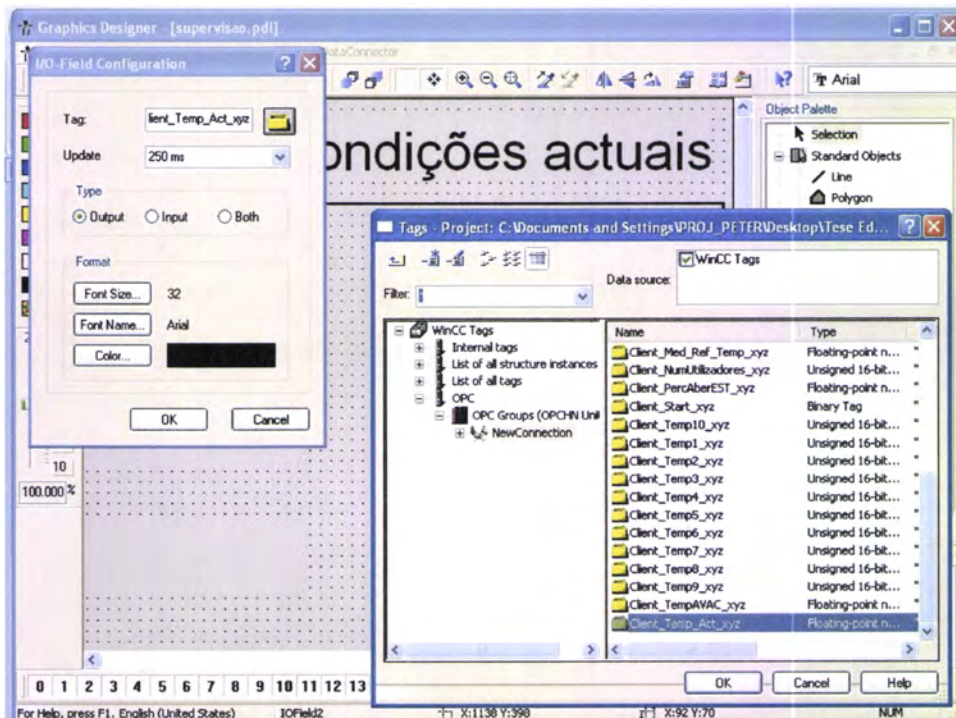 Graphics Designer - [supervisao.pdl]
DataConnector
I/O-Field Configuration
Arial
Tag:
lient_Temp_Act_xyz
Update
250 ms
Type
Output
Input
Both
Format
Font Size...
32
Font Name...
Arial
Color...
OK
Cancel
ondições actuais
Object Palette
Selection
Standard Objects
Line
Polygon
Tags - Project: C:\Documents and Settings\PROJ_PETER\Desktop\Tese Ed...
Filter:
Data source:
WinCC Tags
WinCC Tags
Internal tags
List of all structure instances
List of all tags
OPC
OPC Groups (OPCHN Unit
NewConnection
Name
Type
Client_Med_Ref_Temp_xyz
Floating-point n...
Client_NumUtilizadores_xyz
Unsigned 16-bit...
Client_PercAberEST_xyz
Floating-point n...
Client_Start_xyz
Binary Tag
Client_Temp10_xyz
Unsigned 16-bit...
Client_Temp1_xyz
Unsigned 16-bit...
Client_Temp2_xyz
Unsigned 16-bit...
Client_Temp3_xyz
Unsigned 16-bit...
Client_Temp4_xyz
Unsigned 16-bit...
Client_Temp5_xyz
Unsigned 16-bit...
Client_Temp6_xyz
Unsigned 16-bit...
Client_Temp7_xyz
Unsigned 16-bit...
Client_Temp8_xyz
Unsigned 16-bit...
Client_Temp9_xyz
Unsigned 16-bit...
Client_TempAVAC_xyz
Floating-point n...
Client_Temp_Act_xyz
Floating-point n...
OK
Cancel
Help
10
100.000 %
0 1 2 3 4 5 6 7 8 9 10 11 12 13
For Help, press F1. English (United States)
IOField2
X:1138 Y:398
X:92 Y:70
NUM